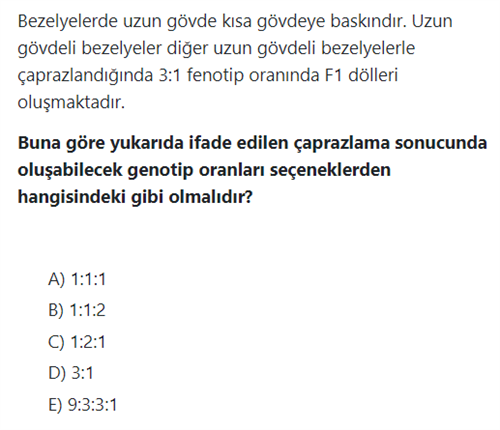 Bezelyelerde uzun gövde kısa gövdeye baskındır. Uzun
gövdeli bezelyeler diğer uzun gövdeli bezelyelerle
çaprazlandığında 3:1 fenotip oranında F1 dölleri
oluşmaktadır.
Buna göre yukarıda ifade edilen çaprazlama sonucunda
oluşabilecek genotip oranları seçeneklerden
hangisindeki gibi olmalıdır?
A) 1:1:1
B) 1:1:2
C) 1:2:1
D) 3:1
E) 9:3:3:1